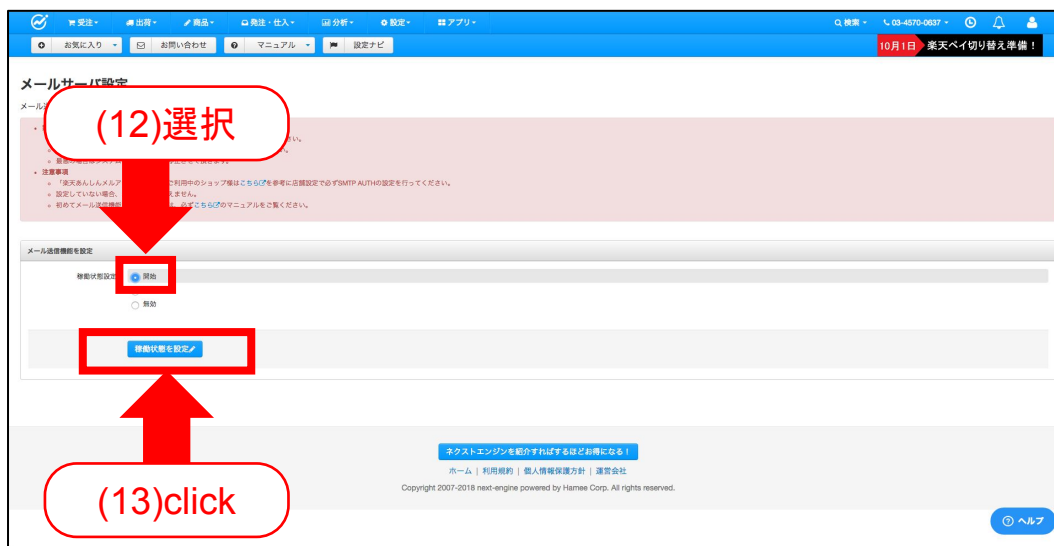 受注 出荷 商品 発注・仕入 分析 設定 アプリ 検索 03-4570-0637
お気に入り お問い合わせ マニュアル 設定ナビ 10月1日 楽天ペイ切り替え準備！
メールサーバ設定
(12)選択
さい。
注意事項
「楽天あんしんメルア ご利用中のショップ様はこちらを参考に店舗設定で必ずSMTP AUTHの設定を行ってください。
設定していない場合、 えません。
初めてメール送信機能 必ずこちらのマニュアルをご覧ください。
メール送信機能を設定
稼働状態設定 開始
無効
稼働状態を設定
ネクストエンジンを紹介すればするほどお得になる！
ホーム | 利用規約 | 個人情報保護方針 | 運営会社
Copyright 2007-2018 next-engine powered by Hamee Corp. All rights reserved.
(13)click
ヘルプ